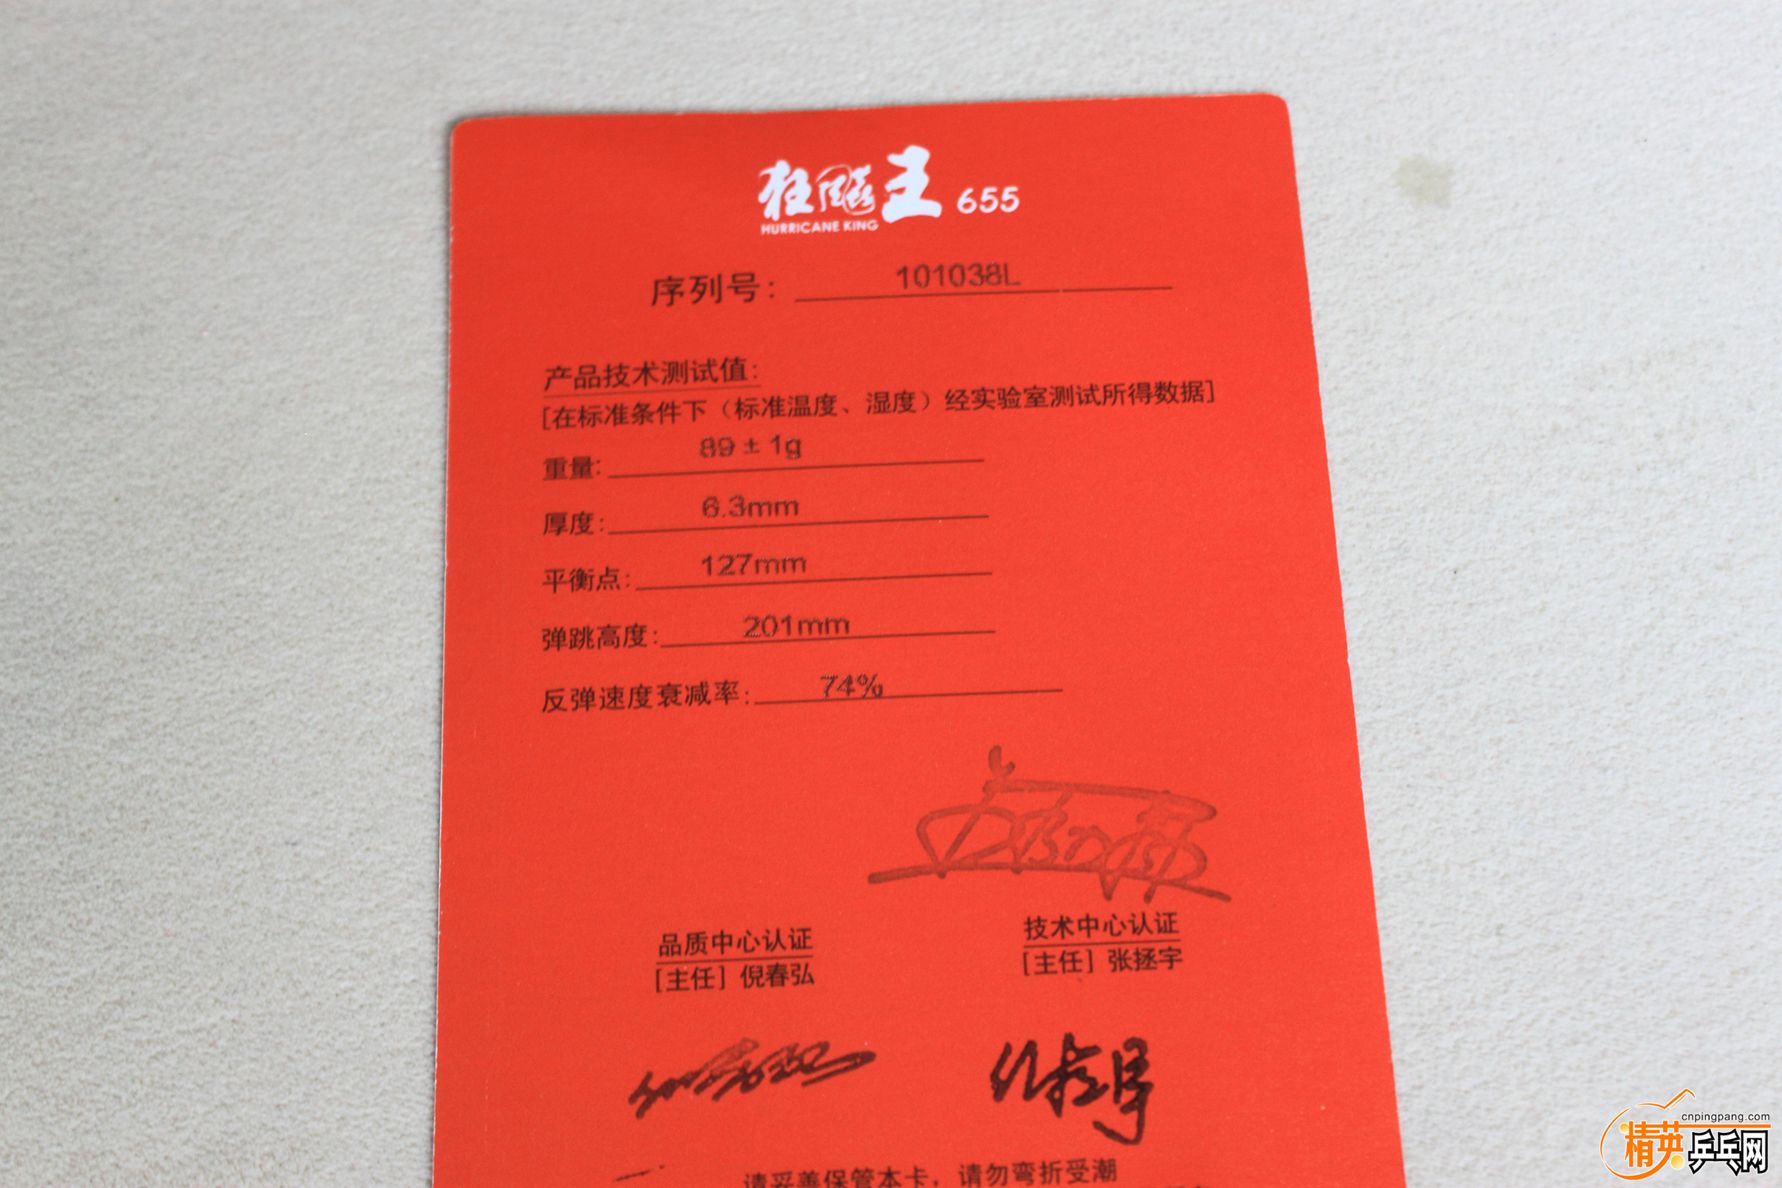 狂飚王 655
HURRICANE KING
序列号： 101038L
产品技术测试值：
[在标准条件下（标准温度、湿度）经实验室测试所得数据]
重量： 89 ± 1g
厚度： 6.3mm
平衡点： 127mm
弹跳高度： 201mm
反弹速度衰减率： 74%
品质中心认证
[主任] 倪春弘
技术中心认证
[主任] 张拯宇
请妥善保管本卡，请勿弯折受潮
cnpingpang.com
精英乒乓网